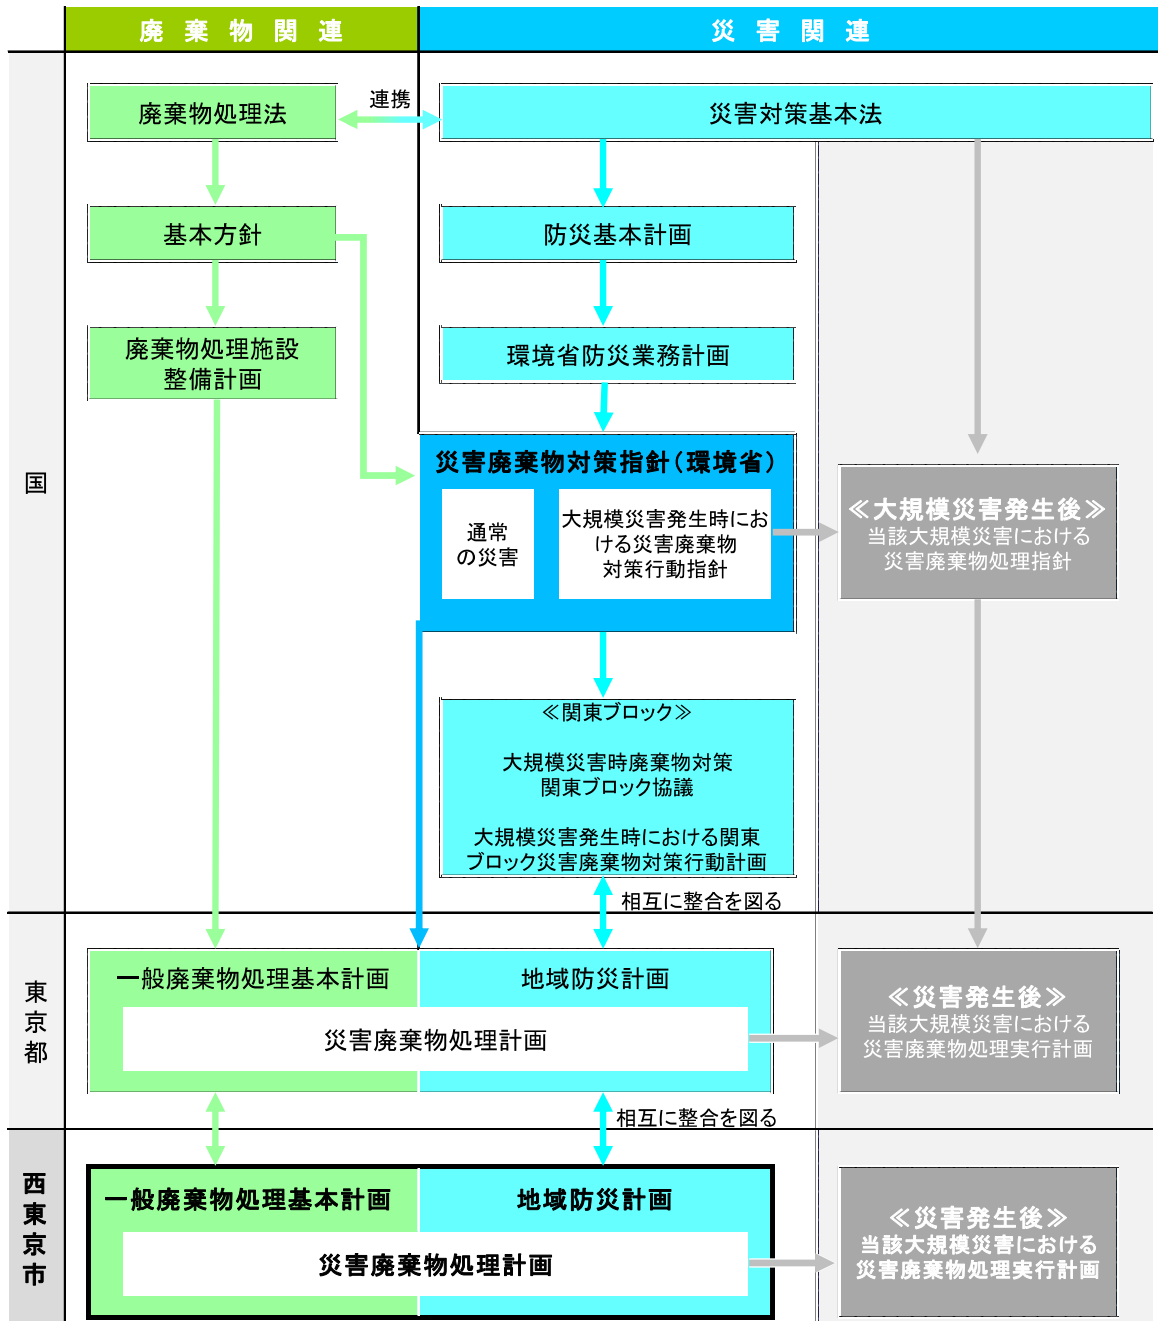 廃棄物関連
災害関連
国
廃棄物処理法
連携
災害対策基本法
基本方針
防災基本計画
廃棄物処理施設
整備計画
環境省防災業務計画
災害廃棄物対策指針（環境省）
通常
の災害
大規模災害発生時にお
ける災害廃棄物
対策行動指針
≪大規模災害発生後≫
当該大規模災害における
災害廃棄物処理指針
≪関東ブロック≫
大規模災害時廃棄物対策
関東ブロック協議
大規模災害発生時における関東
ブロック災害廃棄物対策行動計画
相互に整合を図る
東
京
都
一般廃棄物処理基本計画
地域防災計画
災害廃棄物処理計画
≪災害発生後≫
当該大規模災害における
災害廃棄物処理実行計画
相互に整合を図る
西
東
京
市
一般廃棄物処理基本計画
地域防災計画
災害廃棄物処理計画
≪災害発生後≫
当該大規模災害における
災害廃棄物処理実行計画